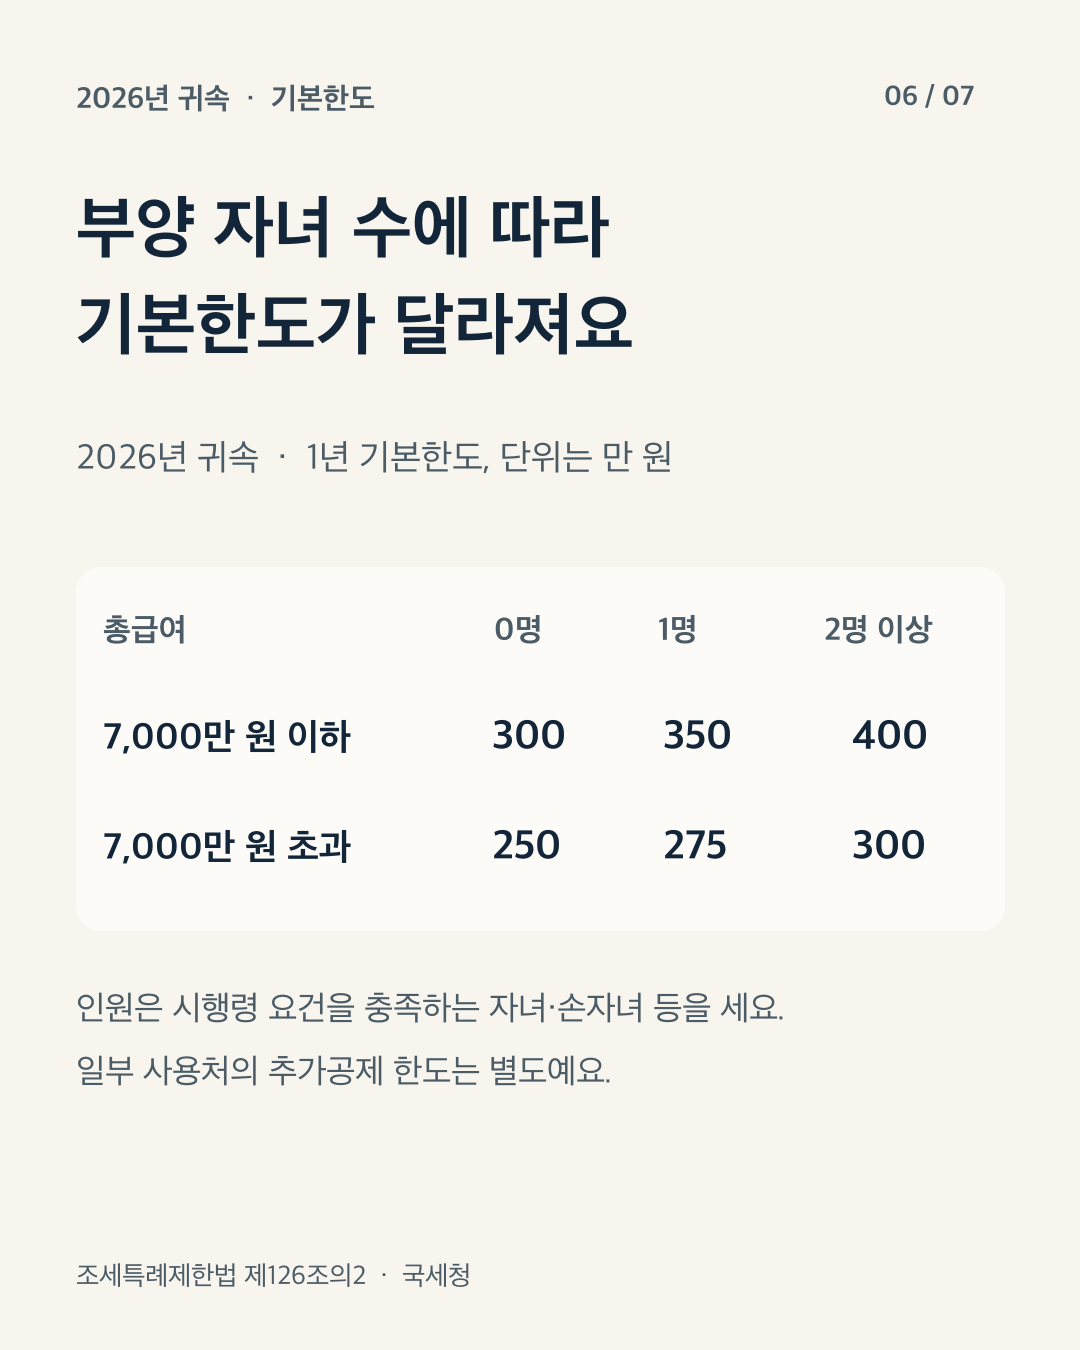 2026년 귀속 · 기본한도
06 / 07
부양 자녀 수에 따라
기본한도가 달라져요
2026년 귀속 · 1년 기본한도, 단위는 만 원
총급여 0명 1명 2명 이상
7,000만 원 이하 300 350 400
7,000만 원 초과 250 275 300
인원은 시행령 요건을 충족하는 자녀·손자녀 등을 세요.
일부 사용처의 추가공제 한도는 별도예요.
조세특례제한법 제126조의2 · 국세청